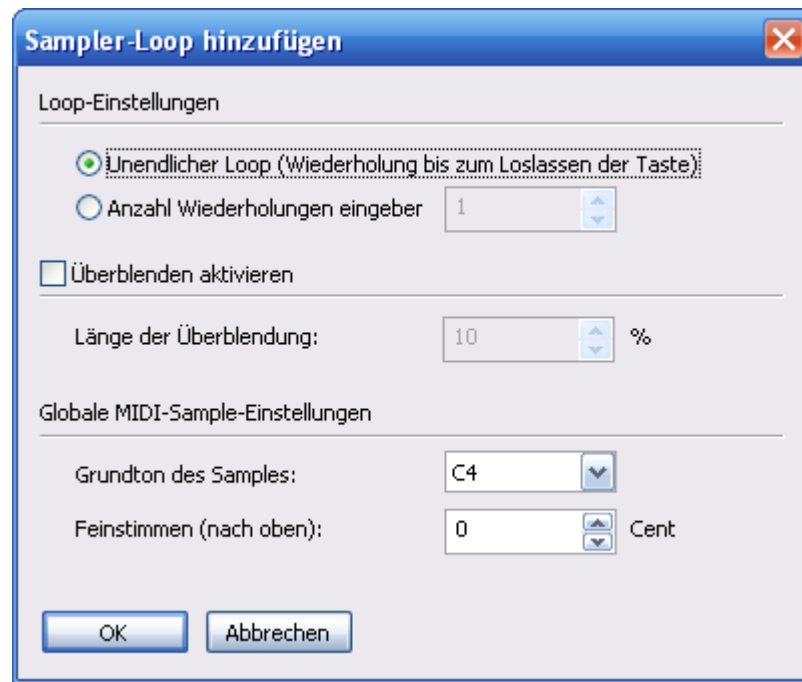 Sampler-Loop hinzufügen
Loop-Einstellungen
Unendlicher Loop (Wiederholung bis zum Loslassen der Taste)
Anzahl Wiederholungen eingeber 1
Überblenden aktivieren
Länge der Überblendung: 10 %
Globale MIDI-Sample-Einstellungen
Grundton des Samples: C4
Feinstimmen (nach oben): 0 Cent
OK Abbrechen